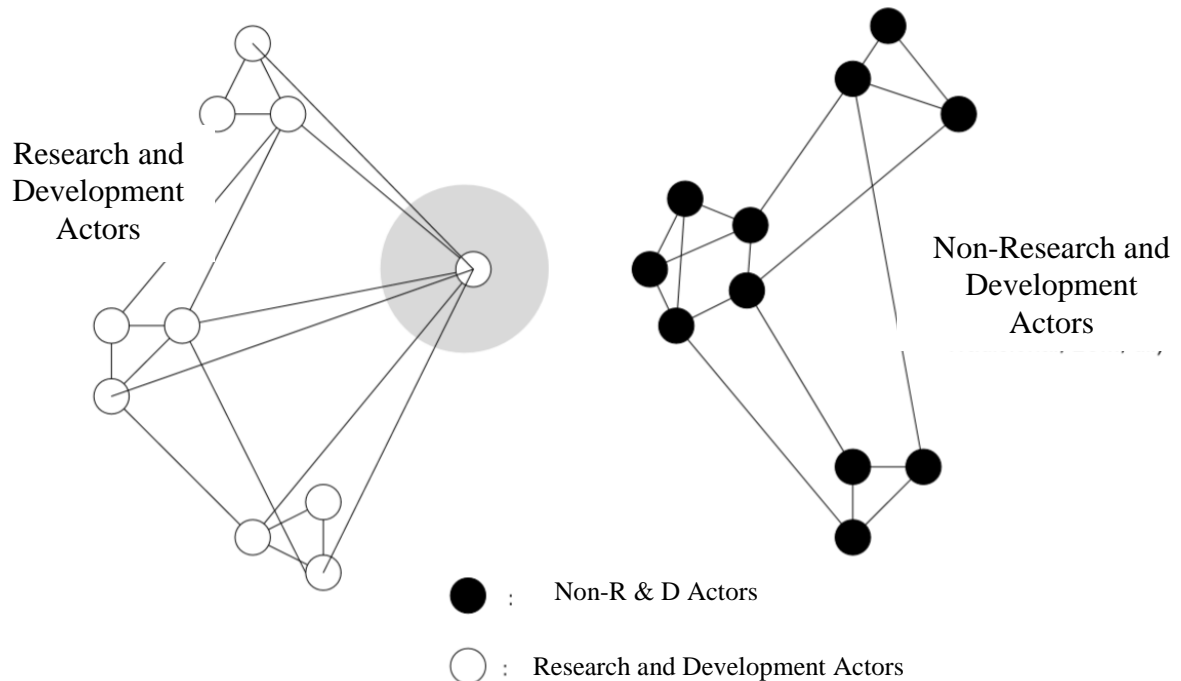 Research and
Development
Actors
Non-Research and
Development
Actors
: Non-R & D Actors
: Research and Development Actors